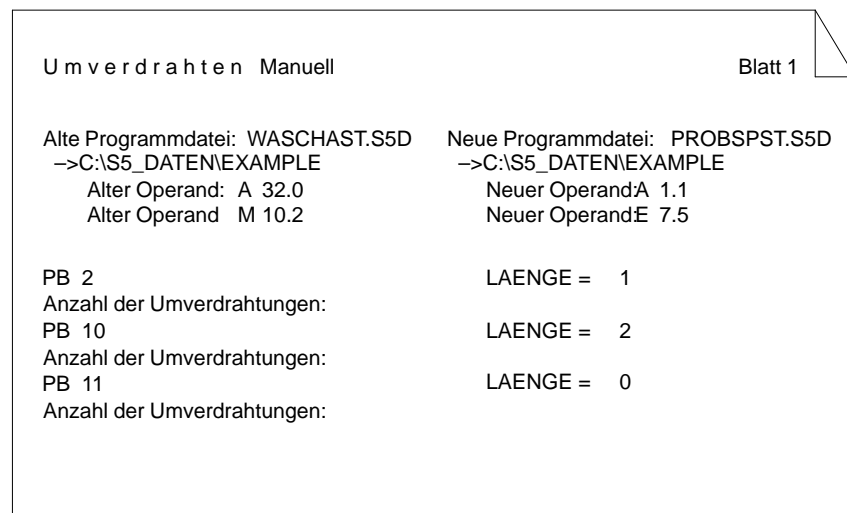 U m v e r d r a h t e n Manuell Blatt 1
Alte Programmdatei: WASCHAST.S5D Neue Programmdatei: PROBSPST.S5D
–>C:\S5_DATEN\EXAMPLE –>C:\S5_DATEN\EXAMPLE
Alter Operand: A 32.0 Neuer Operand:A 1.1
Alter Operand M 10.2 Neuer Operand:E 7.5
PB 2 LAENGE = 1
Anzahl der Umverdrahtungen:
PB 10 LAENGE = 2
Anzahl der Umverdrahtungen:
PB 11 LAENGE = 0
Anzahl der Umverdrahtungen: